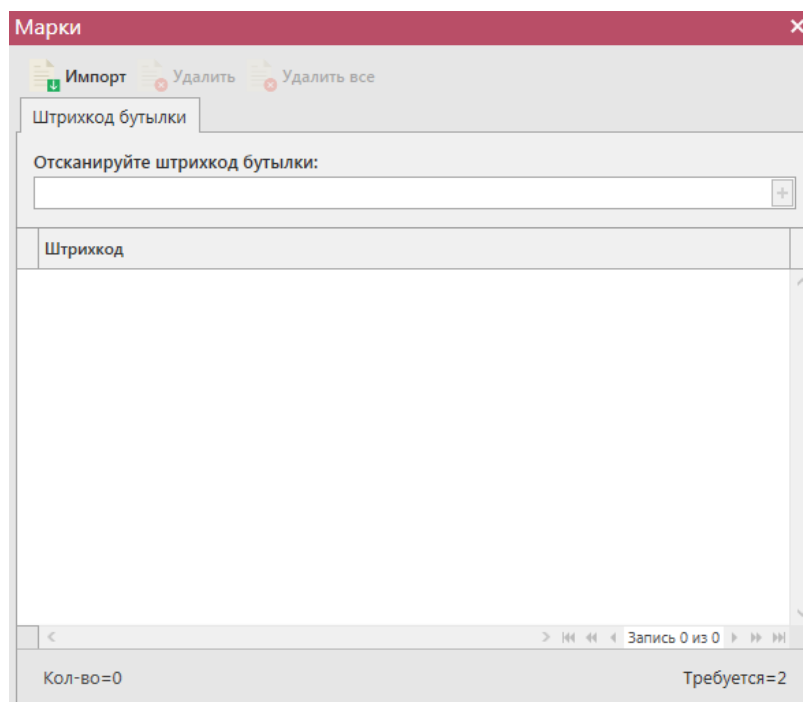 Марки
Импорт Удалить Удалить все
Штрихкод бутылки
Отсканируйте штрихкод бутылки:
Штрихкод
Запись 0 из 0
Кол-во=0 Требуется=2